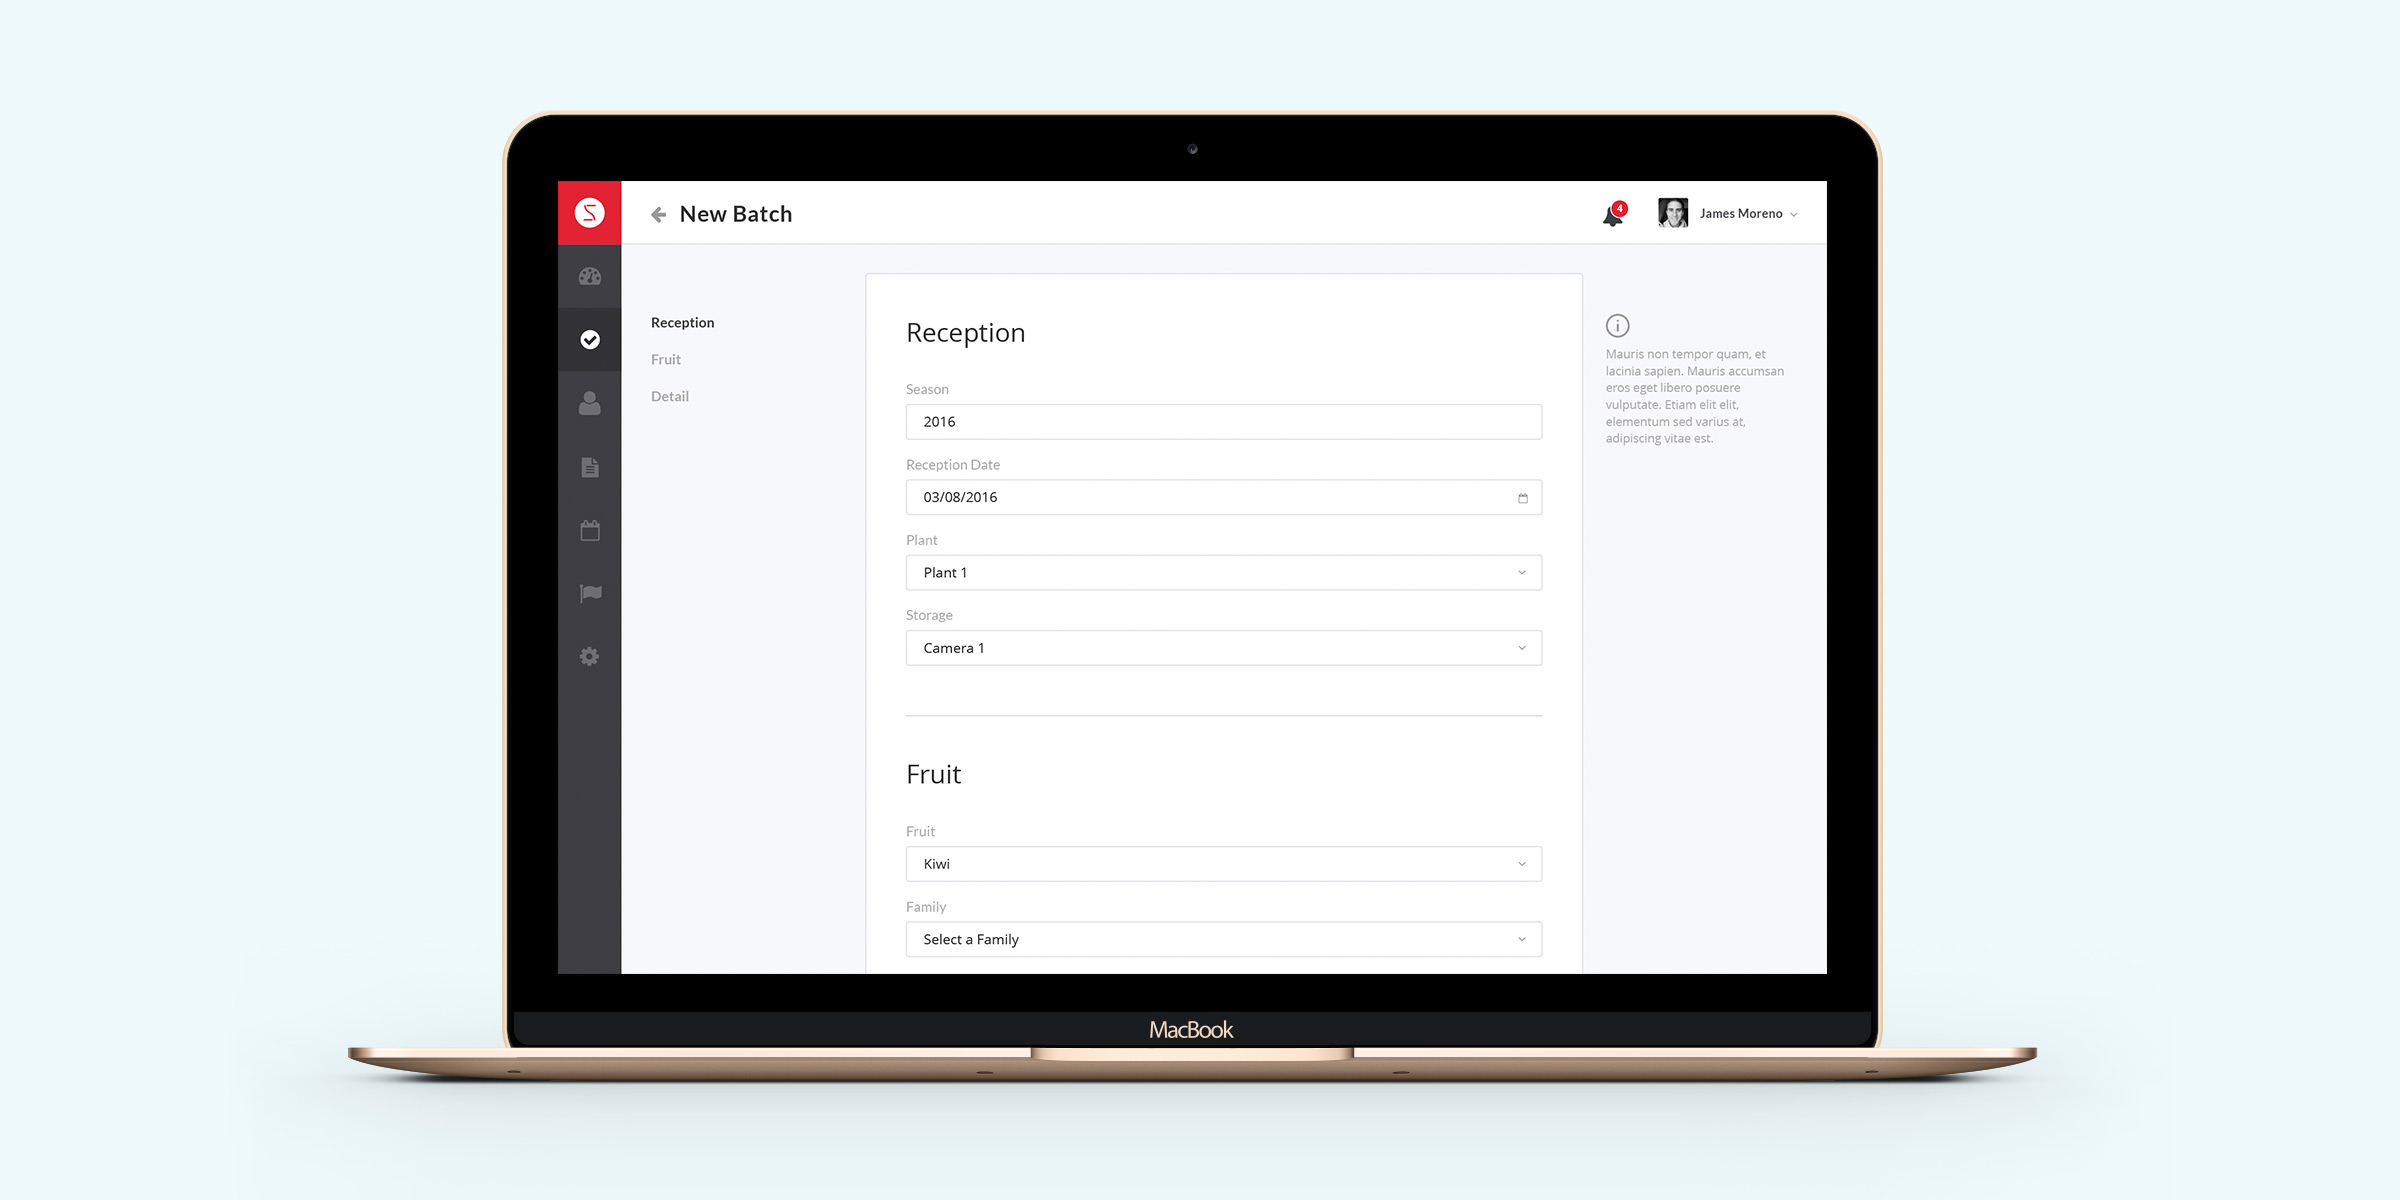 New Batch
4
James Moreno
Reception
Fruit
Detail
Reception
Season
2016
Reception Date
03/08/2016
Plant
Plant 1
Storage
Camera 1
Fruit
Fruit
Kiwi
Family
Select a Family
Mauris non tempor quam, et
lacinia sapien. Mauris accumsan
eros eget libero posuere
vulputate. Etiam elit elit,
elementum sed varius at,
adipiscing vitae est.
MacBook